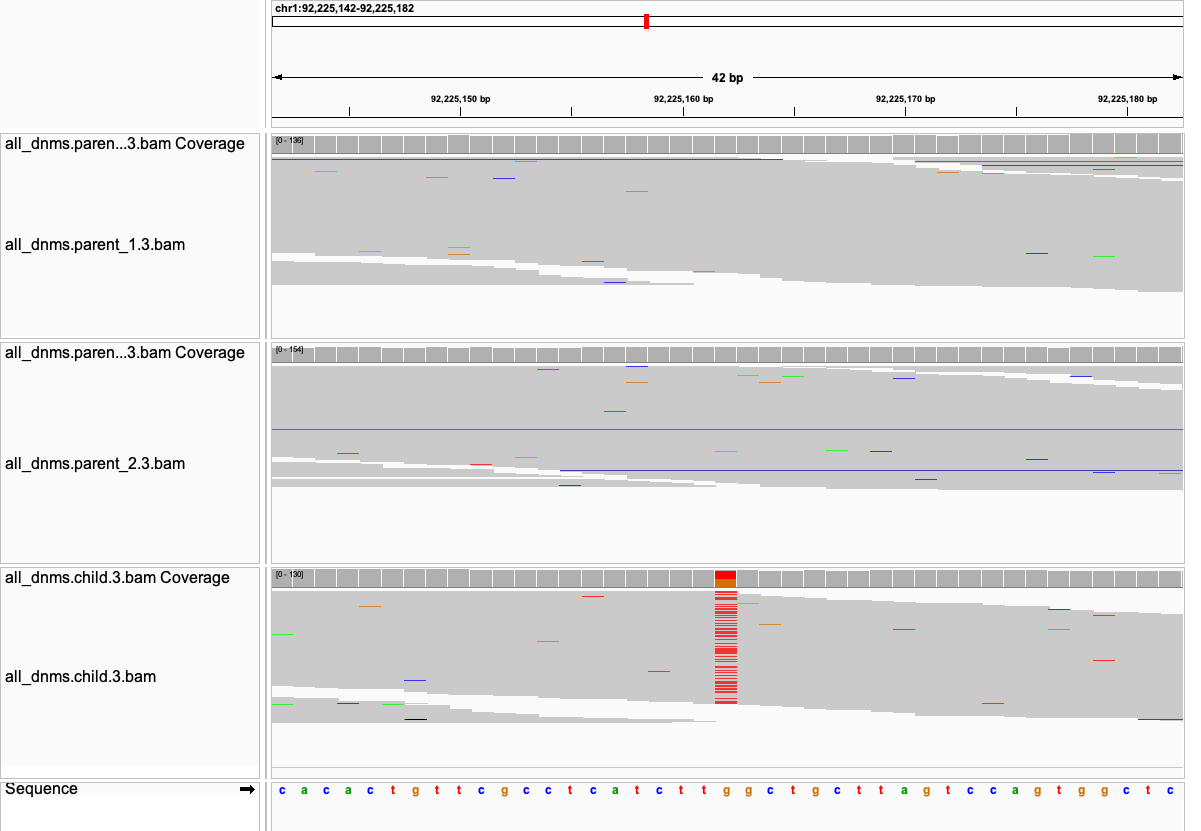 chr1:92,225,142-92,225,182
42 bp
92,225,150 bp 92,225,160 bp 92,225,170 bp 92,225,180 bp
all_dnms.paren...3.bam Coverage
[0 - 136]
all_dnms.parent_1.3.bam
all_dnms.paren...3.bam Coverage
[0 - 154]
all_dnms.parent_2.3.bam
all_dnms.child.3.bam Coverage
[0 - 130]
all_dnms.child.3.bam
Sequence c a c a c t g t t c g c c t c a t c t t g g c t g c t t a g t c c a g t g g c t c